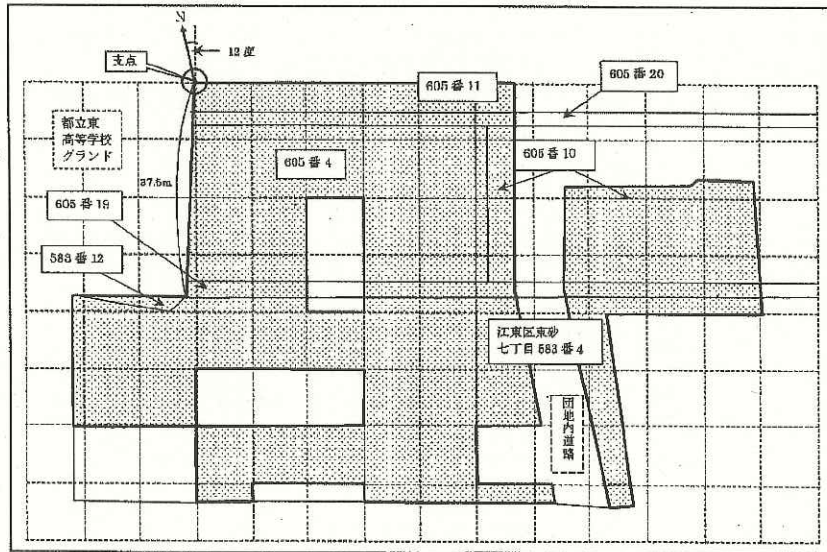 N
12度
支点
605番11
605番20
都立東
高等学校
グランド
605番4
605番10
37.5m
605番19
583番12
江東区東砂
七丁目583番4
団地内道路